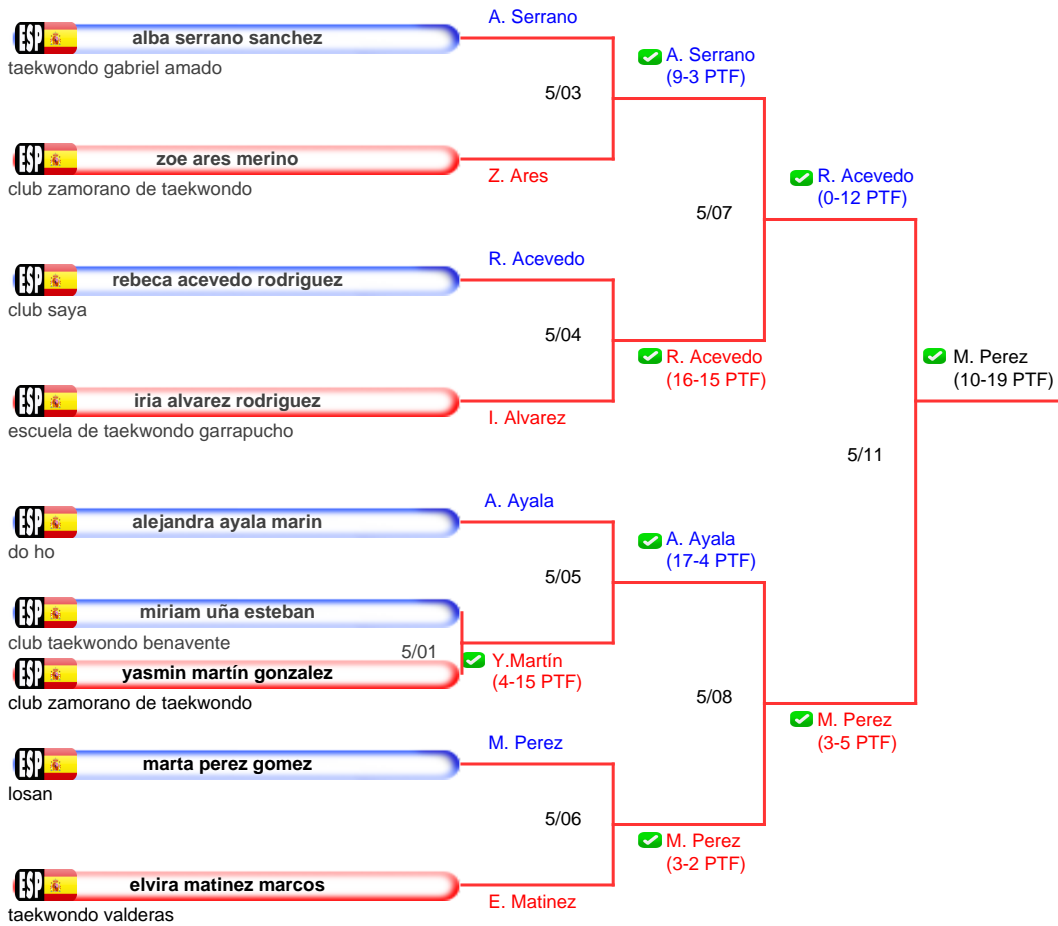 A. Serrano
ESP alba serrano sanchez
taekwondo gabriel amado
A. Serrano
(9-3 PTF)
5/03
ESP zoe ares merino
club zamorano de taekwondo
Z. Ares
R. Acevedo
(0-12 PTF)
5/07
R. Acevedo
ESP rebeca acevedo rodriguez
club saya
5/04
R. Acevedo
(16-15 PTF)
M. Perez
(10-19 PTF)
ESP iria alvarez rodriguez
escuela de taekwondo garrapucho
I. Alvarez
5/11
A. Ayala
ESP alejandra ayala marin
do ho
A. Ayala
(17-4 PTF)
5/05
ESP miriam uña esteban
club taekwondo benavente
5/01
ESP yasmin martín gonzalez
club zamorano de taekwondo
Y.Martín
(4-15 PTF)
5/08
M. Perez
(3-5 PTF)
M. Perez
ESP marta perez gomez
losan
5/06
M. Perez
(3-2 PTF)
ESP elvira matinez marcos
taekwondo valderas
E. Matinez